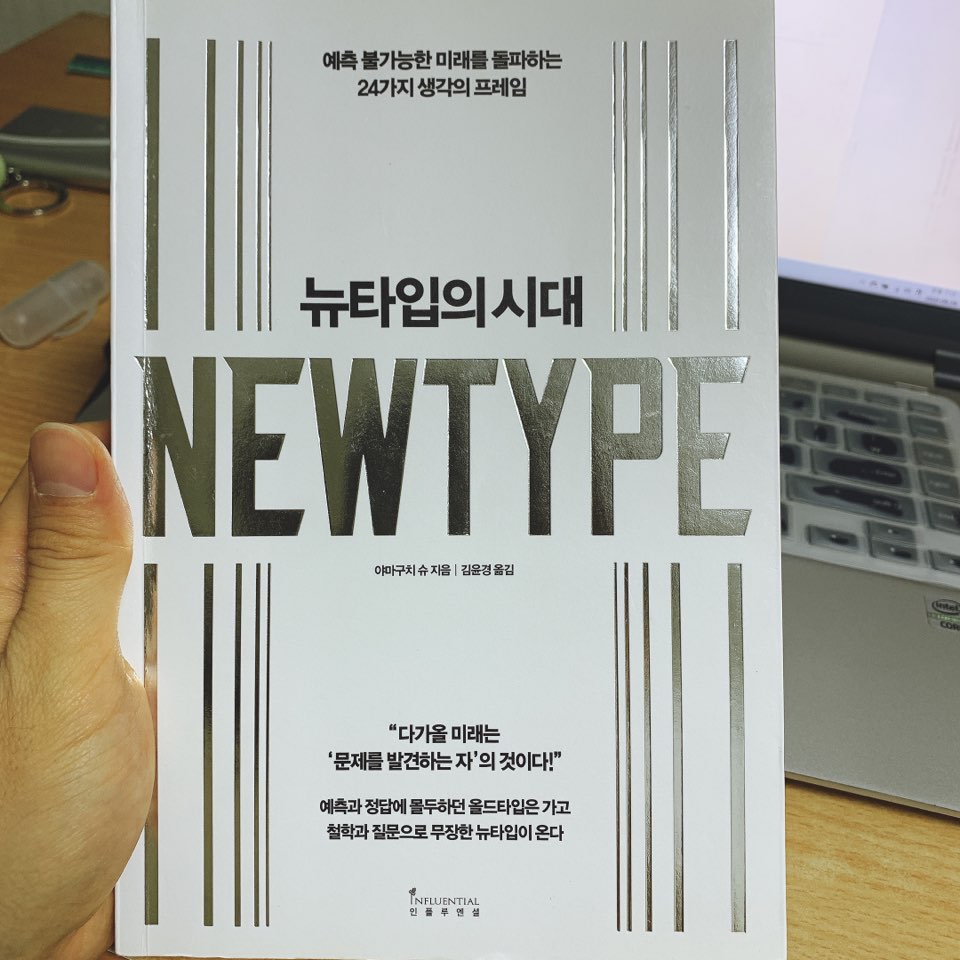 예측 불가능한 미래를 돌파하는
24가지 생각의 프레임
뉴타입의 시대
NEWTYPE
야마구치 슈 지음 | 김윤경 옮김
“다가올 미래는
‘문제를 발견하는 자’의 것이다!”
예측과 정답에 몰두하던 올드타입은 가고
철학과 질문으로 무장한 뉴타입이 온다
INFLUENTIAL
인플루엔셜
intel
CORE